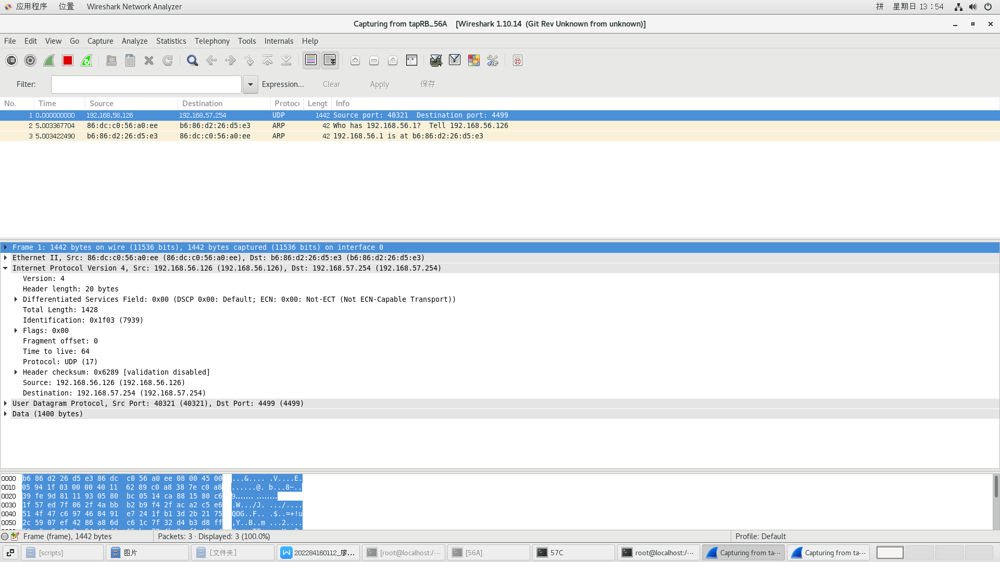 应用程序 位置 Wireshark Network Analyzer 拼 星期日 13：54
Capturing from tapRB_56A [Wireshark 1.10.14 (Git Rev Unknown from unknown)]
File Edit View Go Capture Analyze Statistics Telephony Tools Internals Help
Filter: Expression... Clear Apply 保存
No. Time Source Destination Protoc Lengt Info
1 0.000000000 192.168.56.126 192.168.57.254 UDP 1442 Source port: 40321 Destination port: 4499
2 5.003367704 86:dc:c0:56:a0:ee b6:86:d2:26:d5:e3 ARP 42 Who has 192.168.56.1? Tell 192.168.56.126
3 5.003422490 b6:86:d2:26:d5:e3 86:dc:c0:56:a0:ee ARP 42 192.168.56.1 is at b6:86:d2:26:d5:e3
Frame 1: 1442 bytes on wire (11536 bits), 1442 bytes captured (11536 bits) on interface 0
Ethernet II, Src: 86:dc:c0:56:a0:ee (86:dc:c0:56:a0:ee), Dst: b6:86:d2:26:d5:e3 (b6:86:d2:26:d5:e3)
Internet Protocol Version 4, Src: 192.168.56.126 (192.168.56.126), Dst: 192.168.57.254 (192.168.57.254)
Version: 4
Header length: 20 bytes
Differentiated Services Field: 0x00 (DSCP 0x00: Default; ECN: 0x00: Not-ECT (Not ECN-Capable Transport))
Total Length: 1428
Identification: 0x1f03 (7939)
Flags: 0x00
Fragment offset: 0
Time to live: 64
Protocol: UDP (17)
Header checksum: 0x6289 [validation disabled]
Source: 192.168.56.126 (192.168.56.126)
Destination: 192.168.57.254 (192.168.57.254)
User Datagram Protocol, Src Port: 40321 (40321), Dst Port: 4499 (4499)
Data (1400 bytes)
0000 b6 86 d2 26 d5 e3 86 dc c0 56 a0 ee 08 00 45 00 ...&.... .V....E.
0010 05 94 1f 03 00 00 40 11 62 89 c0 a8 38 7e c0 a8 ......@. b...8~..
0020 39 fe 9d 81 11 93 05 80 bc 05 14 ca 88 15 80 c6 9....... ........
0030 1f 57 ed 7f 06 2f 4a bb b2 b9 f4 2f ac a2 c5 e6 .W.../J. .../....
0040 51 4f 47 c6 97 46 84 91 e7 24 1f b1 3d 2b 21 75 QOG..F.. .$..=+!u
0050 2c 59 07 ef 42 86 a8 6d c6 1c 7f 32 d4 b3 d8 ff ,Y..B..m ...2....
Frame (frame), 1442 bytes Packets: 3 · Displayed: 3 (100.0%) Profile: Default
[scripts] 图片 [文件夹] 202284160112_廖... [root@localhost:/··· [56A] 57C root@localhost:/··· Capturing from ta··· Capturing from ta···